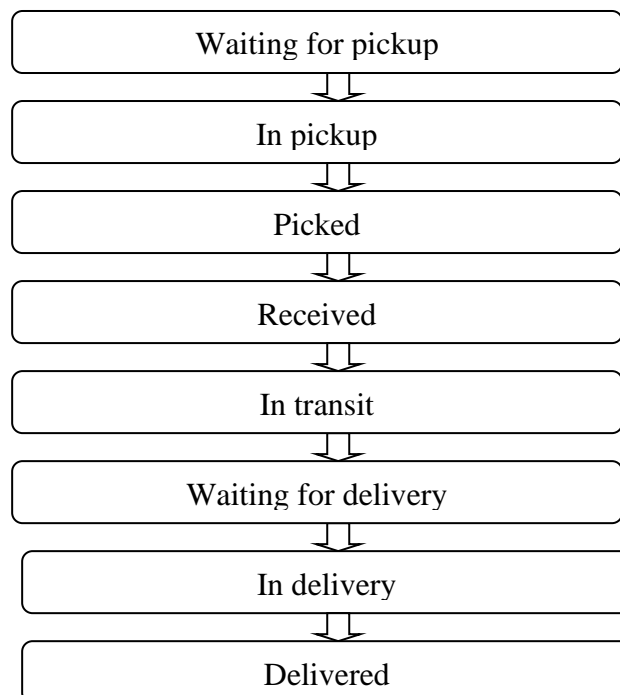 Waiting for pickup
In pickup
Picked
Received
In transit
Waiting for delivery
In delivery
Delivered